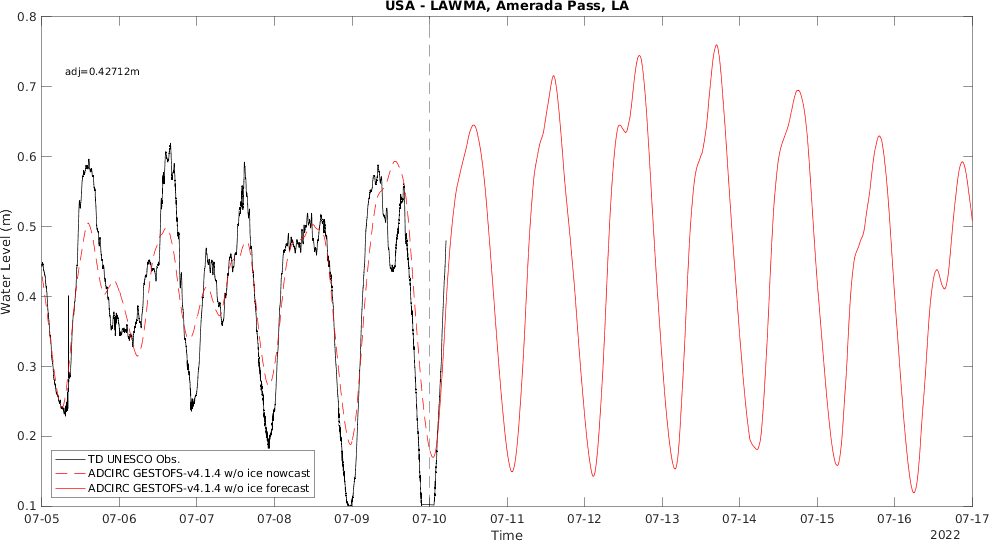 USA - LAWMA, Amerada Pass, LA
adj=0.42712m
Water Level (m)
0.8
0.7
0.6
0.5
0.4
0.3
0.2
0.1
TD UNESCO Obs.
ADCIRC GESTOFS-v4.1.4 w/o ice nowcast
ADCIRC GESTOFS-v4.1.4 w/o ice forecast
07-05 07-06 07-07 07-08 07-09 07-10 07-11 07-12 07-13 07-14 07-15 07-16 07-17
Time
2022